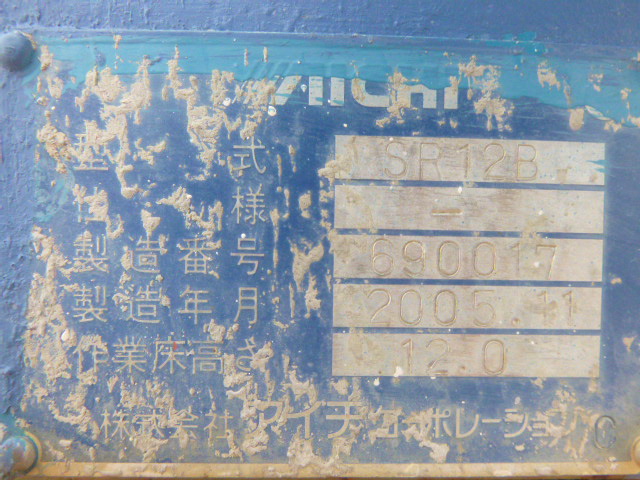 AICHI
型式 SR12B
仕様 —
製造番号 690017
製造年月 2005.11
作業床高さ 12.0
株式会社 アイチコーポレーション C